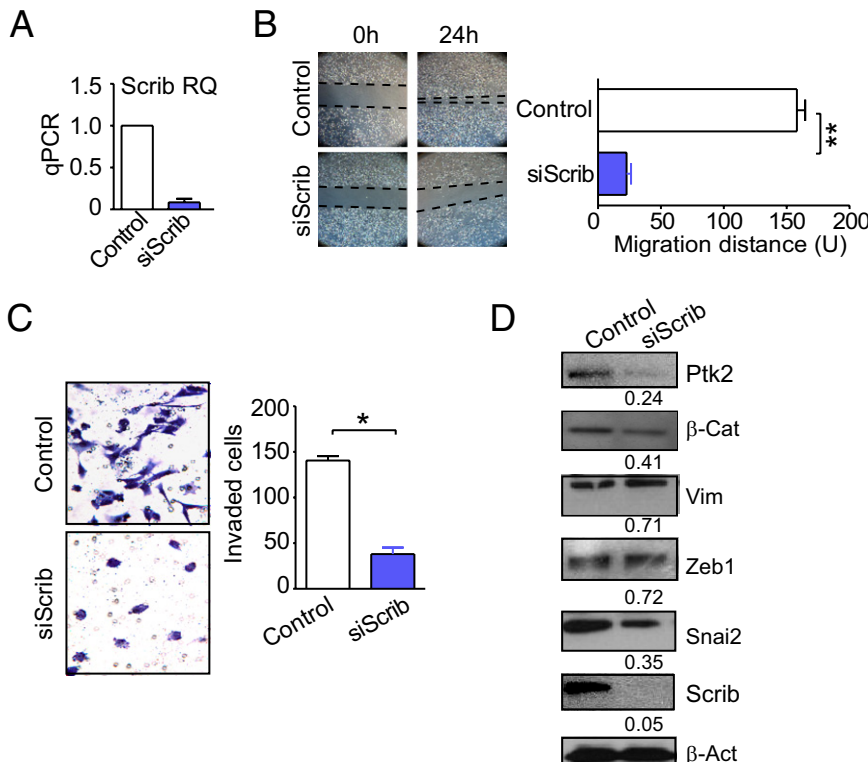 A
Scrib RQ
qPCR
1.5
1.0
0.5
0
Control
siScrib
B
0h
24h
Control
siScrib
Control
siScrib
**
0
50
100
150
200
Migration distance (U)
C
Control
siScrib
Invaded cells
200
150
100
50
0
*
Control
siScrib
D
Control
siScrib
Ptk2
0.24
β-Cat
0.41
Vim
0.71
Zeb1
0.72
Snai2
0.35
Scrib
0.05
β-Act